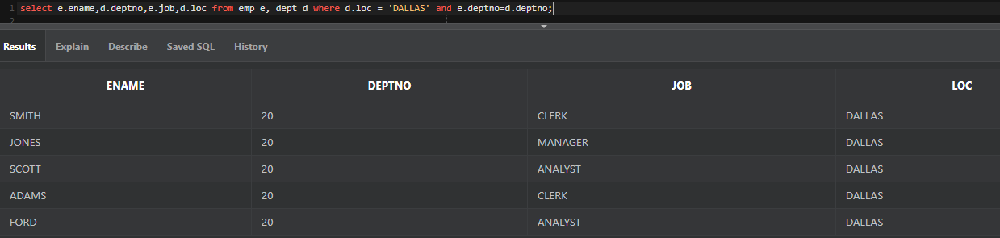 1 select e.ename,d.deptno,e.job,d.loc from emp e, dept d where d.loc = 'DALLAS' and e.deptno=d.deptno;
2
Results Explain Describe Saved SQL History
ENAME DEPTNO JOB LOC
SMITH 20 CLERK DALLAS
JONES 20 MANAGER DALLAS
SCOTT 20 ANALYST DALLAS
ADAMS 20 CLERK DALLAS
FORD 20 ANALYST DALLAS